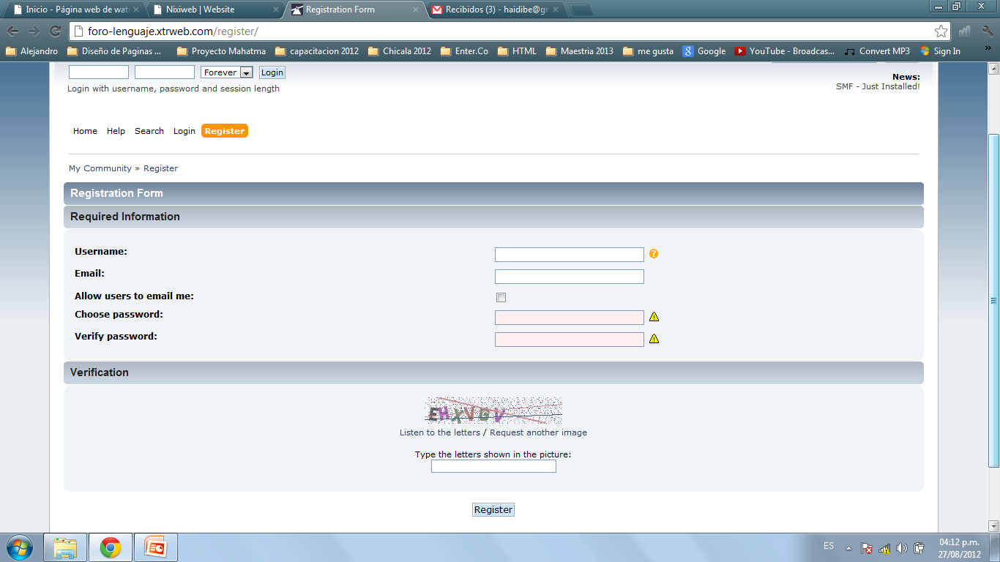 Inicio - Página web de wat
Nixiweb | Website
Registration Form
Recibidos (3) - haidibe@gr
foro-lenguaje.xtrweb.com/register/
Alejandro
Diseño de Paginas ...
Proyecto Mahatma
capacitacion 2012
Chicala 2012
Enter.Co
HTML
Maestria 2013
me gusta
Google
YouTube - Broadcas...
Convert MP3
Sign In
»
Forever
Login
Login with username, password and session length
News:
SMF - Just Installed!
Home Help Search Login Register
My Community » Register
Registration Form
Required Information
Username:
Email:
Allow users to email me:
Choose password:
Verify password:
Verification
EHXVGV
Listen to the letters / Request another image
Type the letters shown in the picture:
Register
ES
04:12 p.m.
27/08/2012